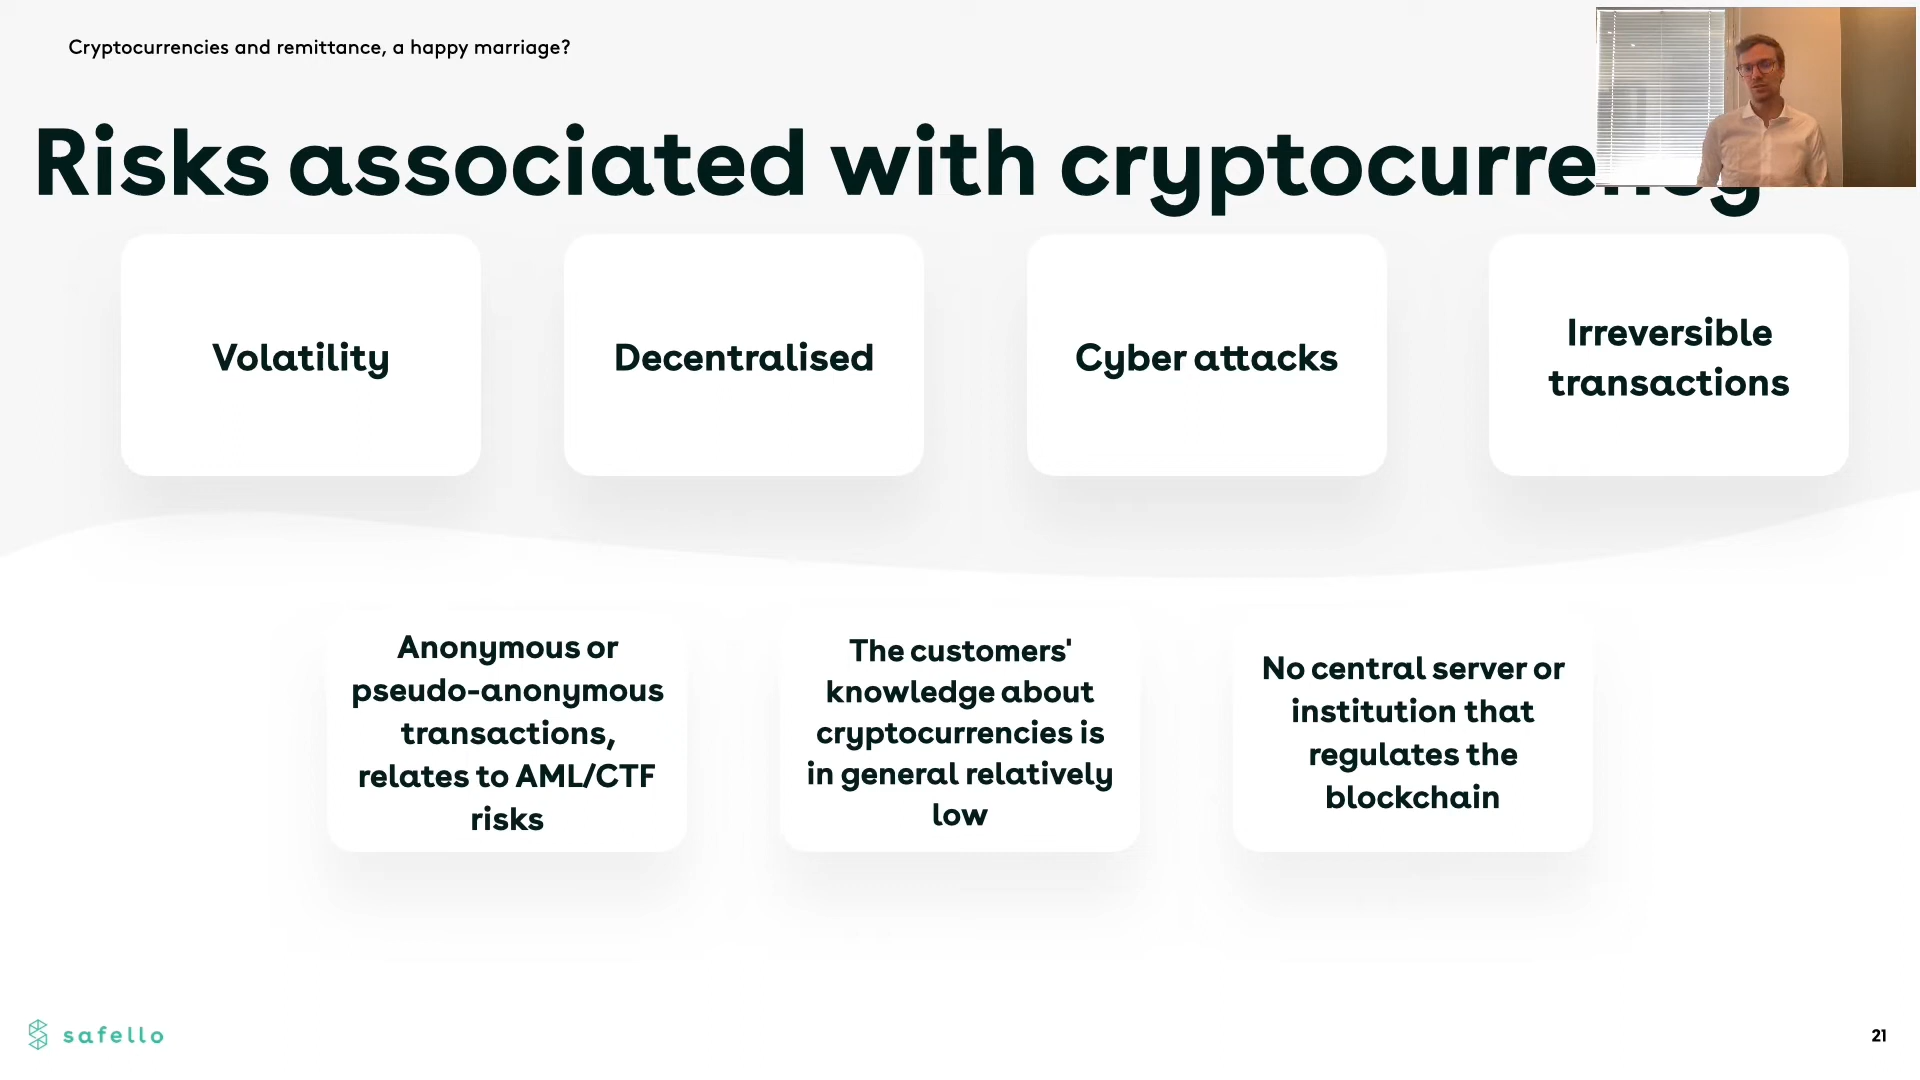 Cryptocurrencies and remittance, a happy marriage?
Risks associated with cryptocurrency
Volatility
Decentralised
Cyber attacks
Irreversible
transactions
Anonymous or
pseudo-anonymous
transactions,
relates to AML/CTF
risks
The customers'
knowledge about
cryptocurrencies is
in general relatively
low
No central server or
institution that
regulates the
blockchain
safello
21